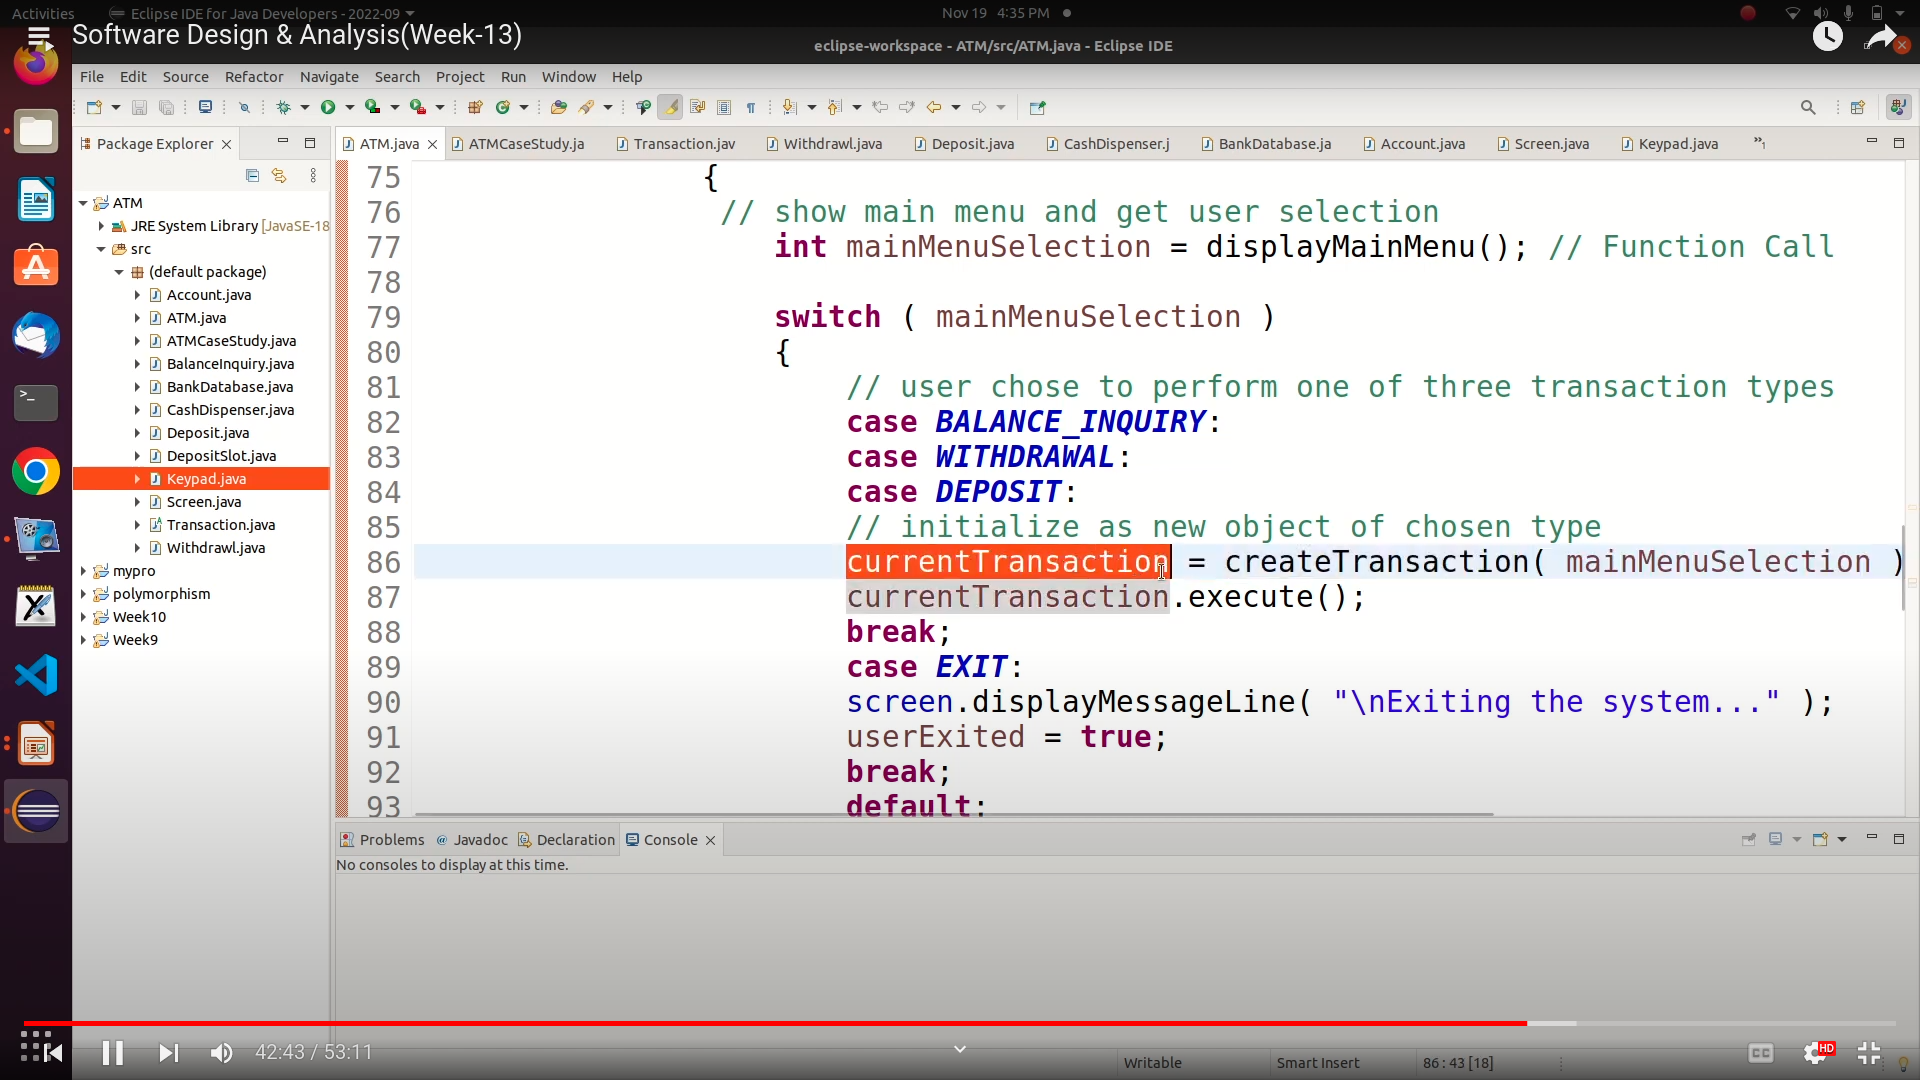 Activities
Eclipse IDE for Java Developers - 2022-09
Nov 19 4:35 PM
Software Design & Analysis(Week-13)
eclipse-workspace - ATM/src/ATM.java - Eclipse IDE
File Edit Source Refactor Navigate Search Project Run Window Help
Package Explorer
ATM.java
ATMCaseStudy.ja
Transaction.jav
Withdrawl.java
Deposit.java
CashDispenser.j
BankDatabase.ja
Account.java
Screen.java
Keypad.java
»1
ATM
JRE System Library [JavaSE-18
src
(default package)
Account.java
ATM.java
ATMCaseStudy.java
BalanceInquiry.java
BankDatabase.java
CashDispenser.java
Deposit.java
DepositSlot.java
Keypad.java
Screen.java
Transaction.java
Withdrawl.java
mypro
polymorphism
Week10
Week9
75 {
76 // show main menu and get user selection
77 int mainMenuSelection = displayMainMenu(); // Function Call
78
79 switch ( mainMenuSelection )
80 {
81 // user chose to perform one of three transaction types
82 case BALANCE_INQUIRY:
83 case WITHDRAWAL:
84 case DEPOSIT:
85 // initialize as new object of chosen type
86 currentTransaction = createTransaction( mainMenuSelection )
87 currentTransaction.execute();
88 break;
89 case EXIT:
90 screen.displayMessageLine( "\nExiting the system..." );
91 userExited = true;
92 break;
93 default:
Problems
@ Javadoc
Declaration
Console
No consoles to display at this time.
42:43 / 53:11
Writable
Smart Insert
86 : 43 [18]
CC
HD